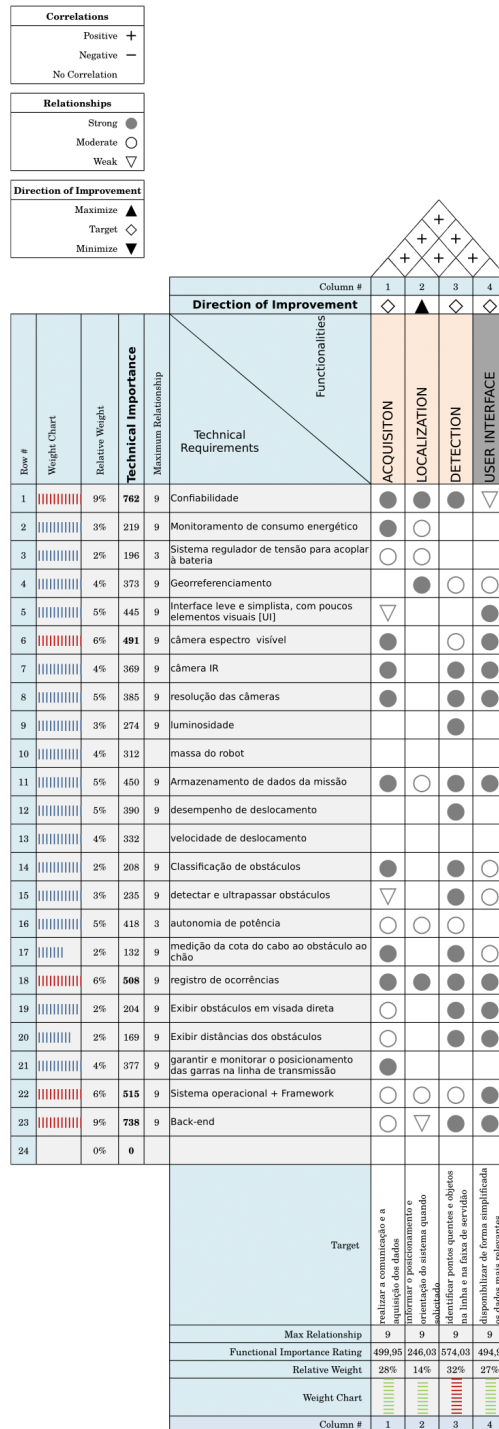 Correlations
Positive +
Negative −
No Correlation
Relationships
Strong ●
Moderate ○
Weak ▽
Direction of Improvement
Maximize ▲
Target ◇
Minimize ▼
+
+ +
+ + +
Column # 1 2 3 4
Direction of Improvement ◇ ▲ ◇ ◇
Row #
Weight Chart
Relative Weight
Technical Importance
Maximum Relationship
Functionalities
Technical
Requirements
ACQUISITON
LOCALIZATION
DETECTION
USER INTERFACE
1 9% 762 9 Confiabilidade ● ● ● ▽
2 3% 219 9 Monitoramento de consumo energético ● ○
3 2% 196 3 Sistema regulador de tensão para acoplar
à bateria ○ ○
4 4% 373 9 Georreferenciamento ● ○ ○
5 5% 445 9 Interface leve e simplista, com poucos
elementos visuais [UI] ▽ ●
6 6% 491 9 câmera espectro visível ● ○ ●
7 4% 369 9 câmera IR ● ● ●
8 5% 385 9 resolução das câmeras ● ● ●
9 3% 274 9 luminosidade ●
10 4% 312 massa do robot
11 5% 450 9 Armazenamento de dados da missão ● ○ ● ●
12 5% 390 9 desempenho de deslocamento ●
13 4% 332 velocidade de deslocamento
14 2% 208 9 Classificação de obstáculos ● ● ○
15 3% 235 9 detectar e ultrapassar obstáculos ▽ ● ○
16 5% 418 3 autonomia de potência ○ ○ ○
17 2% 132 9 medição da cota do cabo ao obstáculo ao
chão ● ● ○
18 6% 508 9 registro de ocorrências ● ● ● ●
19 2% 204 9 Exibir obstáculos em visada direta ○ ● ●
20 2% 169 9 Exibir distâncias dos obstáculos ○ ● ●
21 4% 377 9 garantir e monitorar o posicionamento
das garras na linha de transmissão ●
22 6% 515 9 Sistema operacional + Framework ○ ○ ○ ●
23 9% 738 9 Back-end ○ ▽ ● ●
24 0% 0
Target
realizar a comunicação e a
aquisição dos dados
informar o posicionamento e
orientação do sistema quando
solicitado
identificar pontos quentes e objetos
na linha e na faixa de servidão
disponibilizar de forma simplificada
os dados mais relevantes
Max Relationship 9 9 9 9
Functional Importance Rating 499,95 246,03 574,03 494,9
Relative Weight 28% 14% 32% 27%
Weight Chart
Column # 1 2 3 4